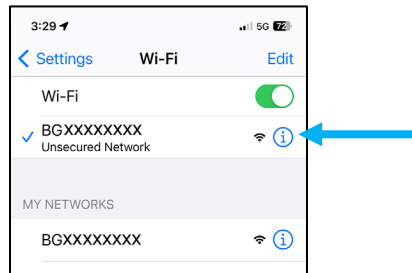 3:29 5G 72
Settings Wi-Fi Edit
Wi-Fi
BGXXXXXXXX
Unsecured Network
MY NETWORKS
BGXXXXXXXX